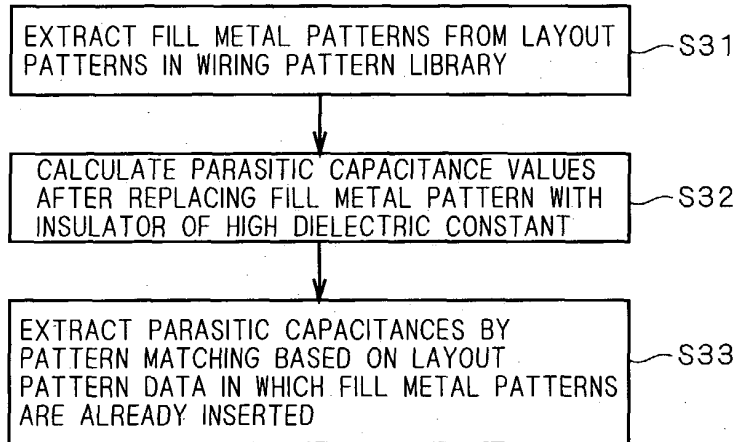 EXTRACT FILL METAL PATTERNS FROM LAYOUT
PATTERNS IN WIRING PATTERN LIBRARY
S31
CALCULATE PARASITIC CAPACITANCE VALUES
AFTER REPLACING FILL METAL PATTERN WITH
INSULATOR OF HIGH DIELECTRIC CONSTANT
S32
EXTRACT PARASITIC CAPACITANCES BY
PATTERN MATCHING BASED ON LAYOUT
PATTERN DATA IN WHICH FILL METAL PATTERNS
ARE ALREADY INSERTED
S33